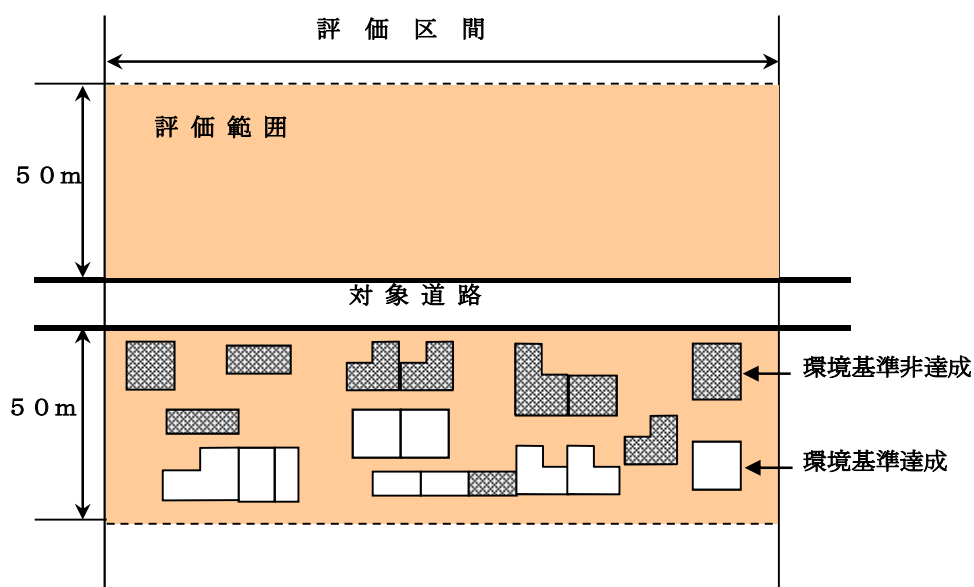 評 価 区 間
評 価 範 囲
５０ｍ
対 象 道 路
環境基準非達成
５０ｍ
環境基準達成